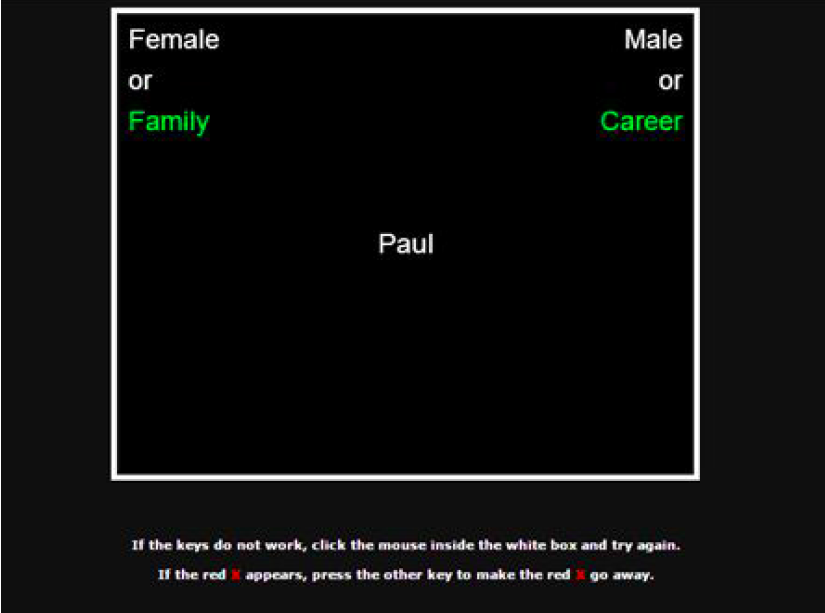 Female
Male
or
or
Family
Career
Paul
If the keys do not work, click the mouse inside the white box and try again.
If the red X appears, press the other key to make the red X go away.